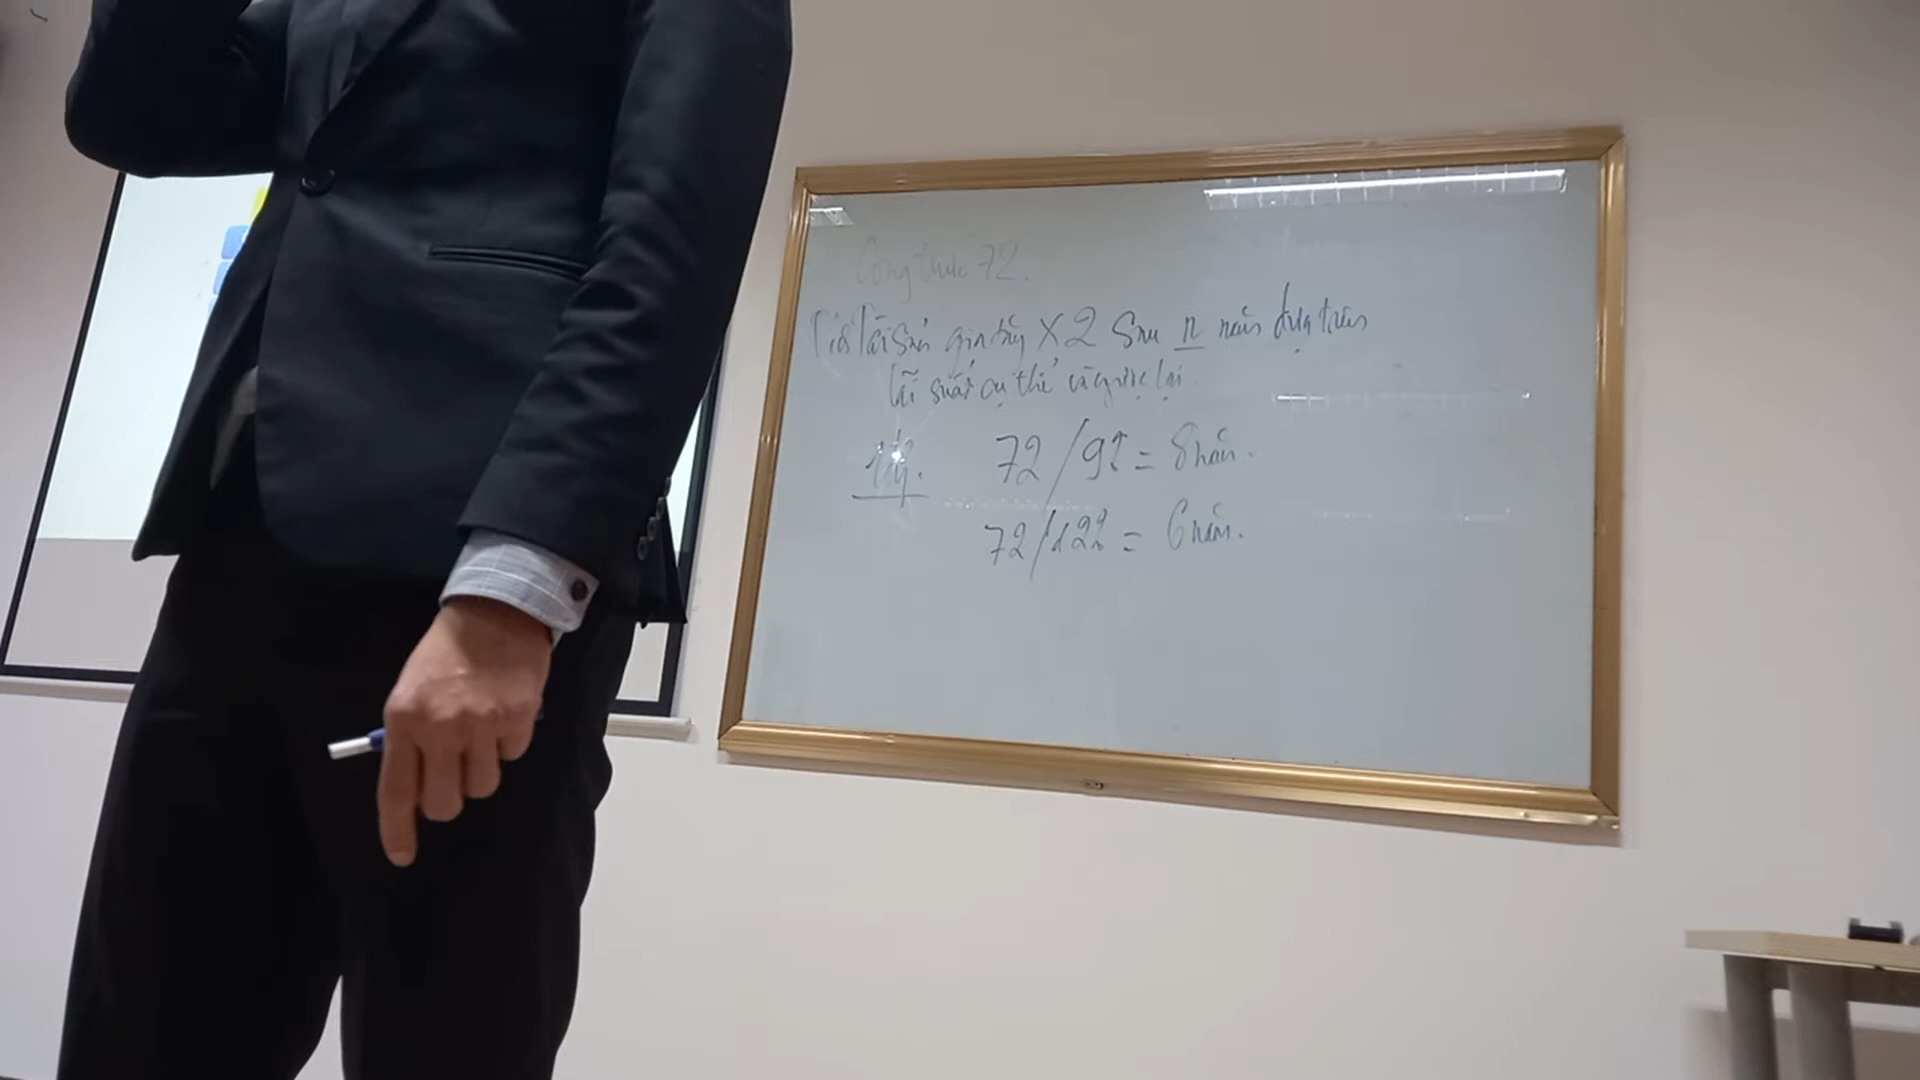 Công thức 72.
Tài sản gia tăng X2 sau n năm dựa trên
lãi suất cụ thể và ngược lại
72/9% = 8 năm.
72/12% = 6 năm.